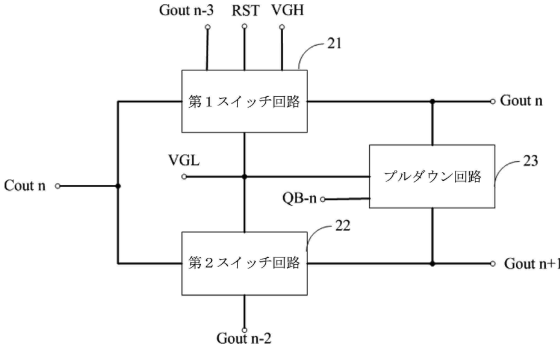 Gout n-3 RST VGH
21
第1スイッチ回路
Gout n
VGL
プルダウン回路
23
Cout n
QB-n
22
第2スイッチ回路
Gout n+1
Gout n-2